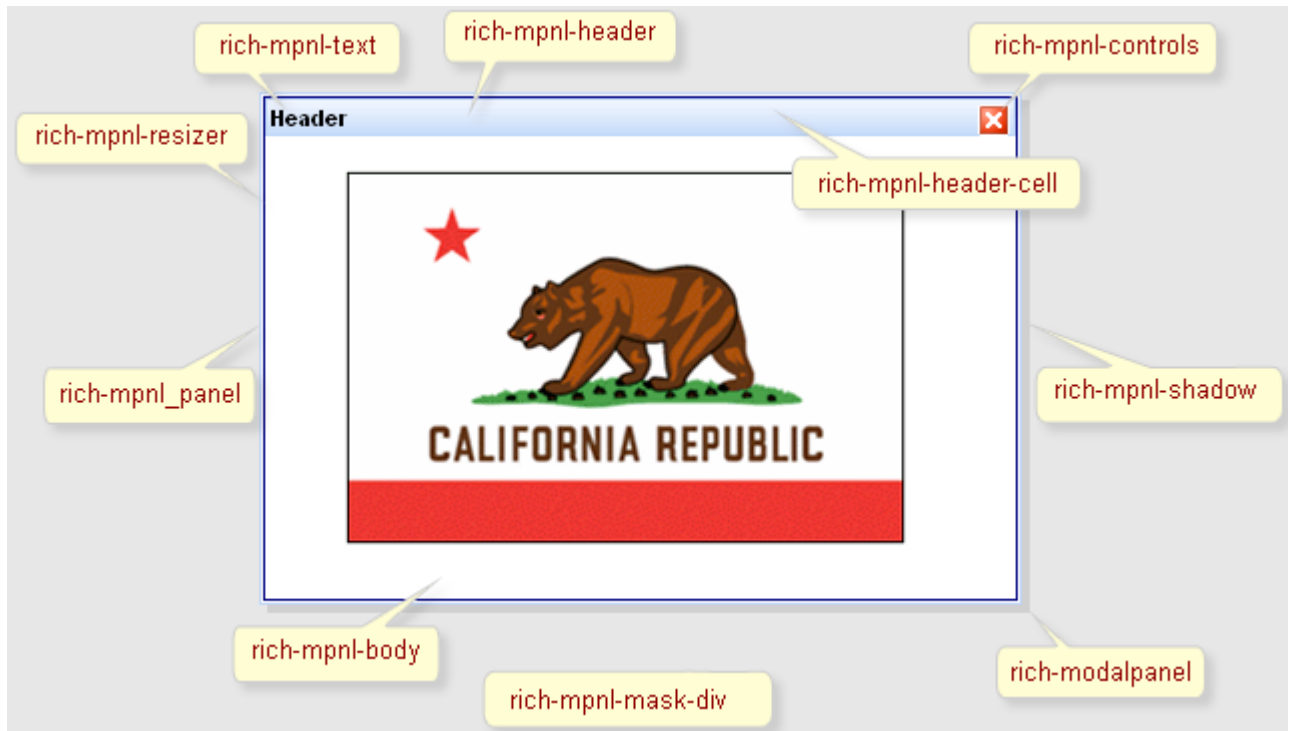 rich-mpnl-text
rich-mpnl-header
rich-mpnl-controls
Header
rich-mpnl-resizer
rich-mpnl-header-cell
rich-mpnl_panel
rich-mpnl-shadow
CALIFORNIA REPUBLIC
rich-mpnl-body
rich-modalpanel
rich-mpnl-mask-div